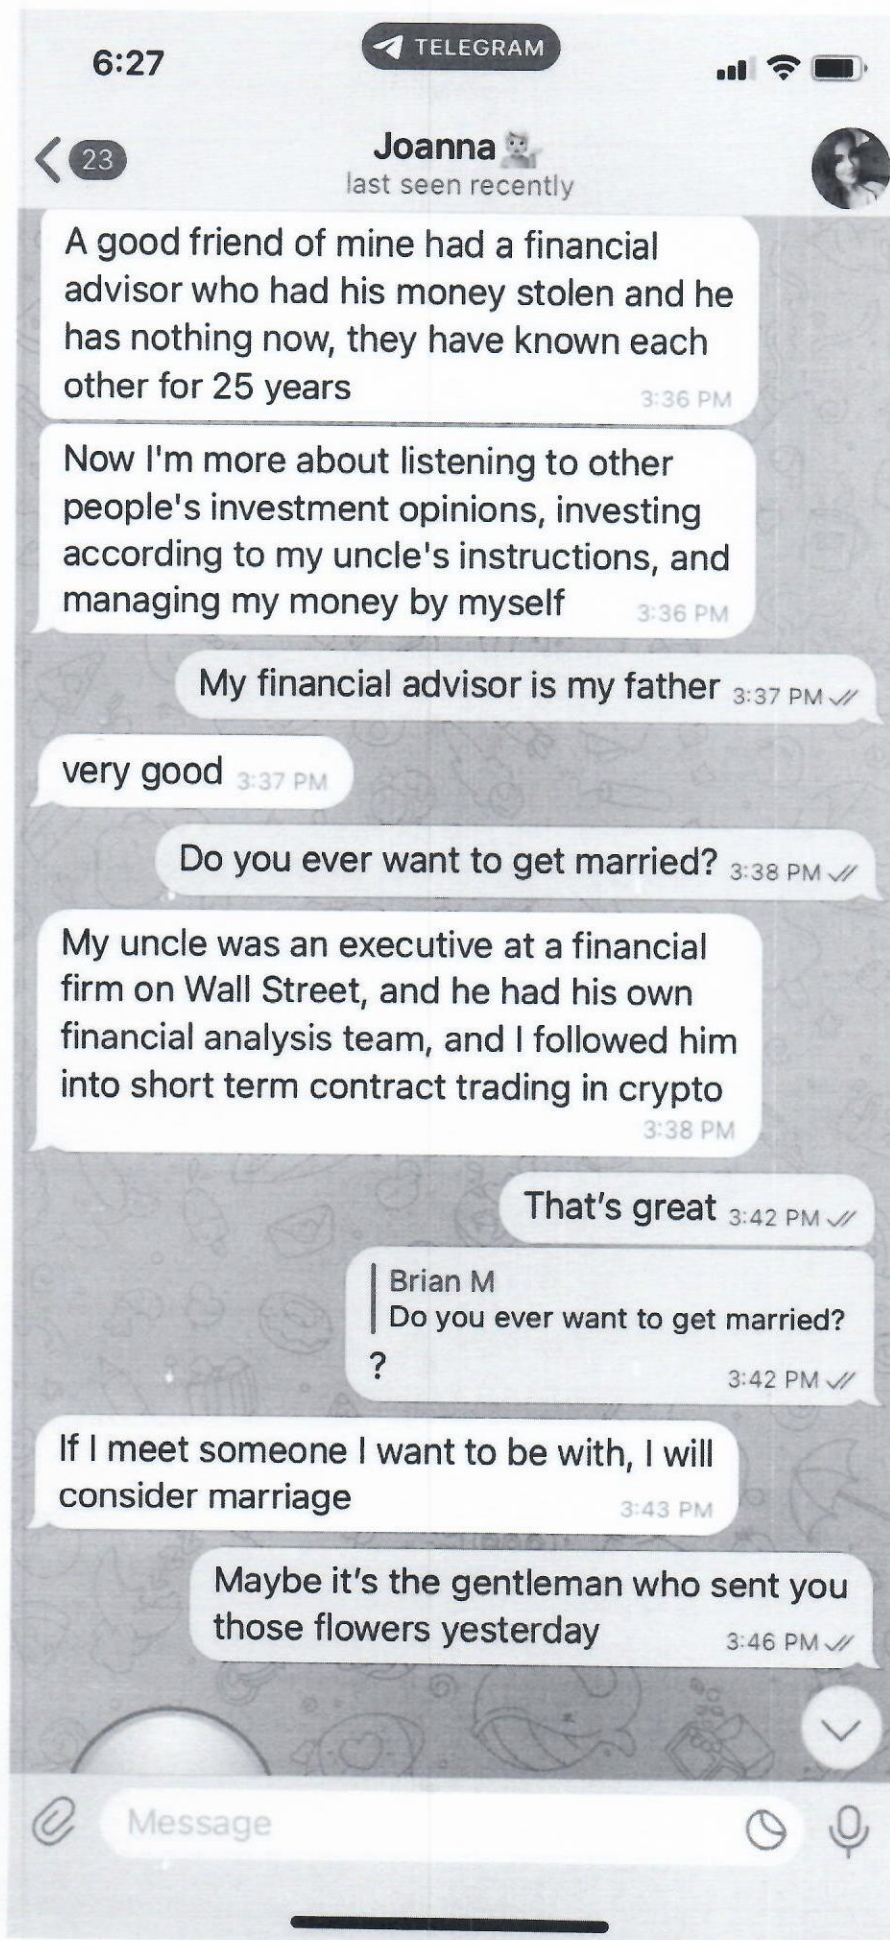 6:27
TELEGRAM
23
Joanna
last seen recently
A good friend of mine had a financial
advisor who had his money stolen and he
has nothing now, they have known each
other for 25 years
3:36 PM
Now I'm more about listening to other
people's investment opinions, investing
according to my uncle's instructions, and
managing my money by myself
3:36 PM
My financial advisor is my father 3:37 PM
very good 3:37 PM
Do you ever want to get married? 3:38 PM
My uncle was an executive at a financial
firm on Wall Street, and he had his own
financial analysis team, and I followed him
into short term contract trading in crypto
3:38 PM
That's great 3:42 PM
Brian M
Do you ever want to get married?
?
3:42 PM
If I meet someone I want to be with, I will
consider marriage
3:43 PM
Maybe it's the gentleman who sent you
those flowers yesterday
3:46 PM
Message